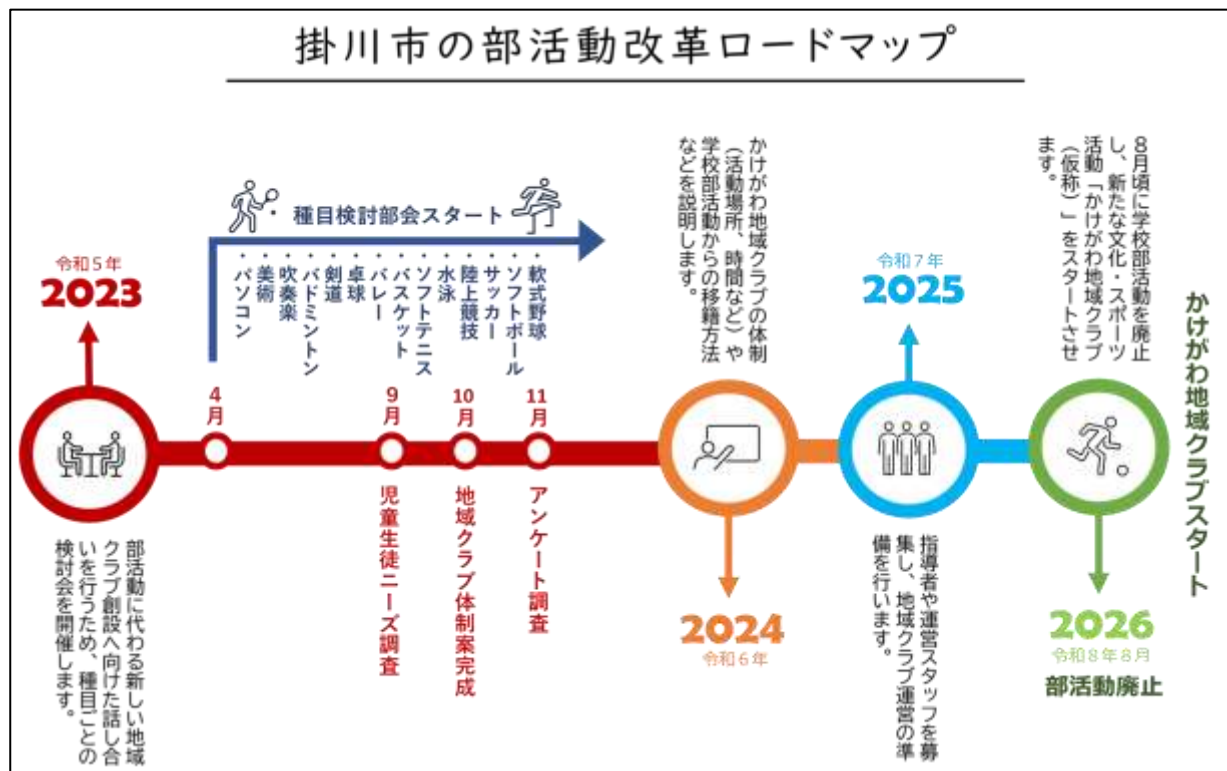 掛川市の部活動改革ロードマップ
種目検討部会スタート
・パソコン
・美術
・吹奏楽
・バドミントン
・剣道
・卓球
・バレー
・バスケット
・ソフトテニス
・水泳
・陸上競技
・サッカー
・ソフトボール
・軟式野球
令和5年
2023
部活動に代わる新しい地域
クラブ創設へ向けた話し合
いを行うため、種目ごとの
検討会を開催します。
4月
9月
児童生徒ニーズ調査
10月
地域クラブ体制案完成
11月
アンケート調査
かけがわ地域クラブの体制
(活動場所、時間など)や
学校部活動からの移籍方法
などを説明します。
2024
令和6年
令和7年
2025
指導者や運営スタッフを募
集し、地域クラブ運営の準
備を行います。
8月頃に学校部活動を廃止
し、新たな文化・スポーツ
活動「かけがわ地域クラブ
(仮称)」をスタートさせ
ます。
2026
令和8年8月
部活動廃止
かけがわ地域クラブスタート